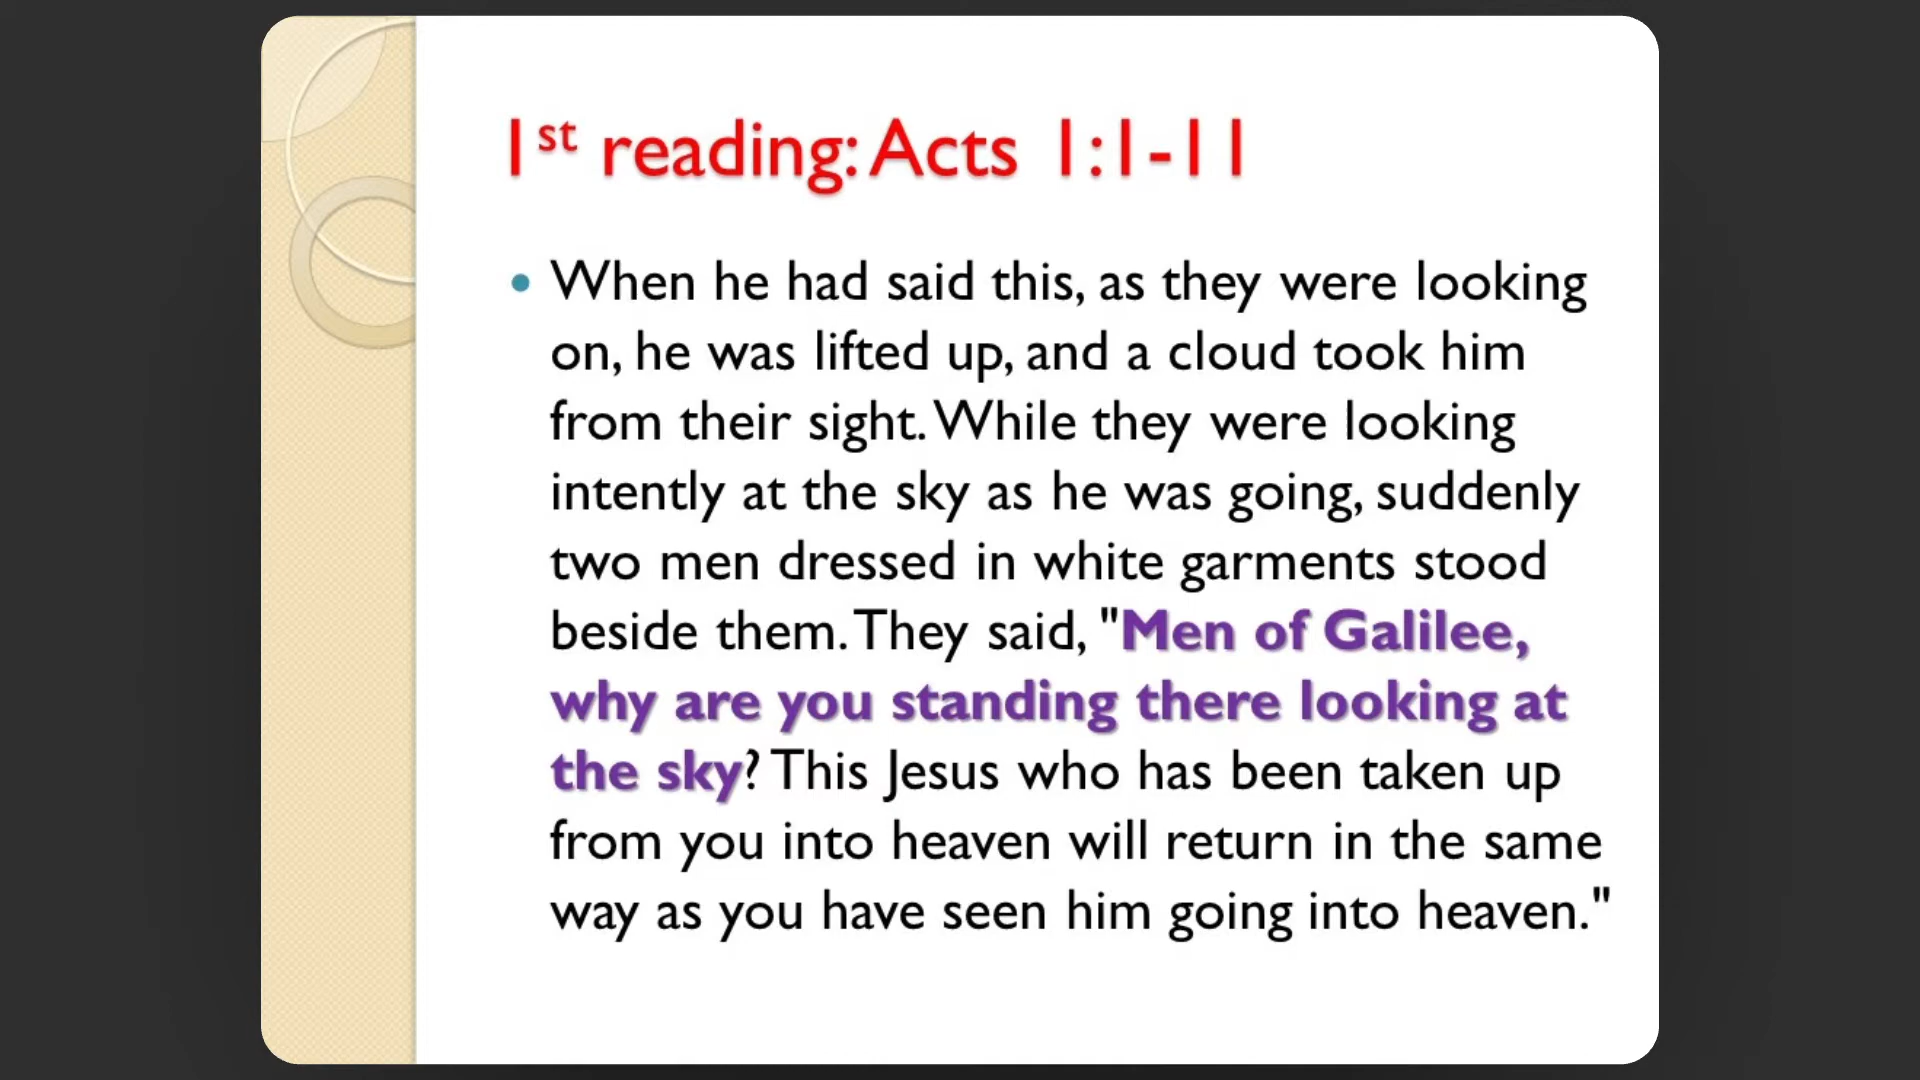 1st reading: Acts 1:1-11
• When he had said this, as they were looking
on, he was lifted up, and a cloud took him
from their sight. While they were looking
intently at the sky as he was going, suddenly
two men dressed in white garments stood
beside them. They said, "Men of Galilee,
why are you standing there looking at
the sky? This Jesus who has been taken up
from you into heaven will return in the same
way as you have seen him going into heaven."